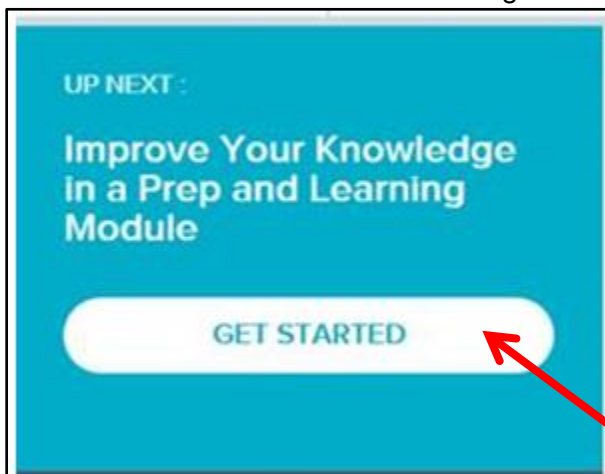 UP NEXT :
Improve Your Knowledge
in a Prep and Learning
Module
GET STARTED